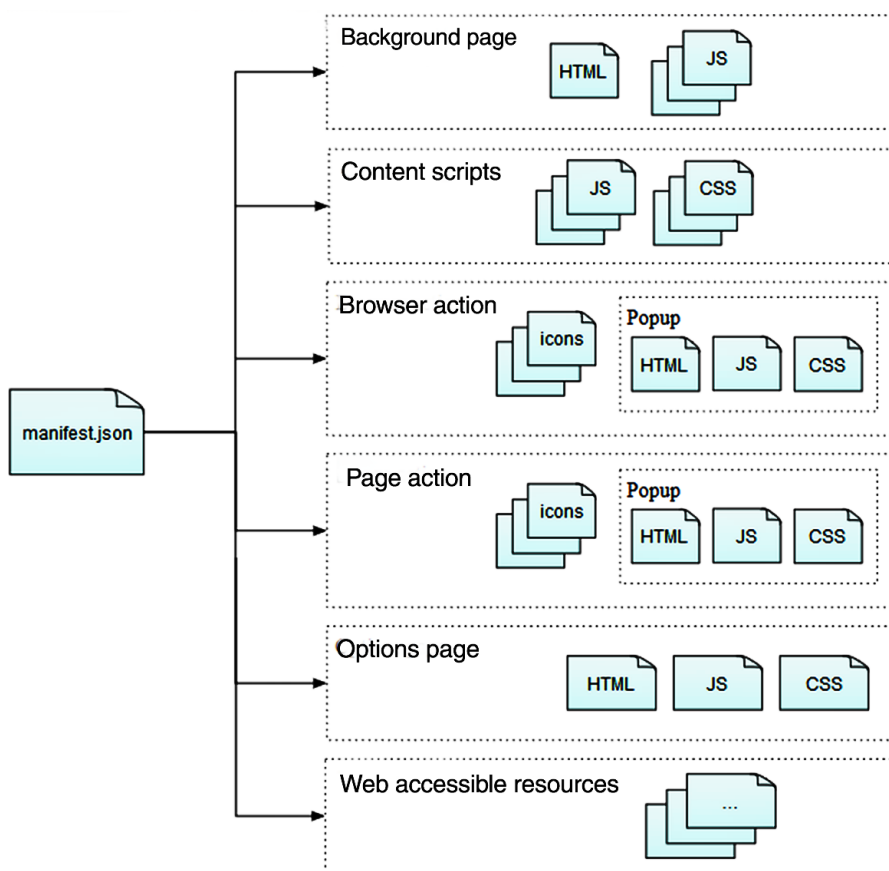 Background page
HTML
JS
Content scripts
JS
CSS
Browser action
icons
Popup
HTML
JS
CSS
manifest.json
Page action
icons
Popup
HTML
JS
CSS
Options page
HTML
JS
CSS
Web accessible resources
...